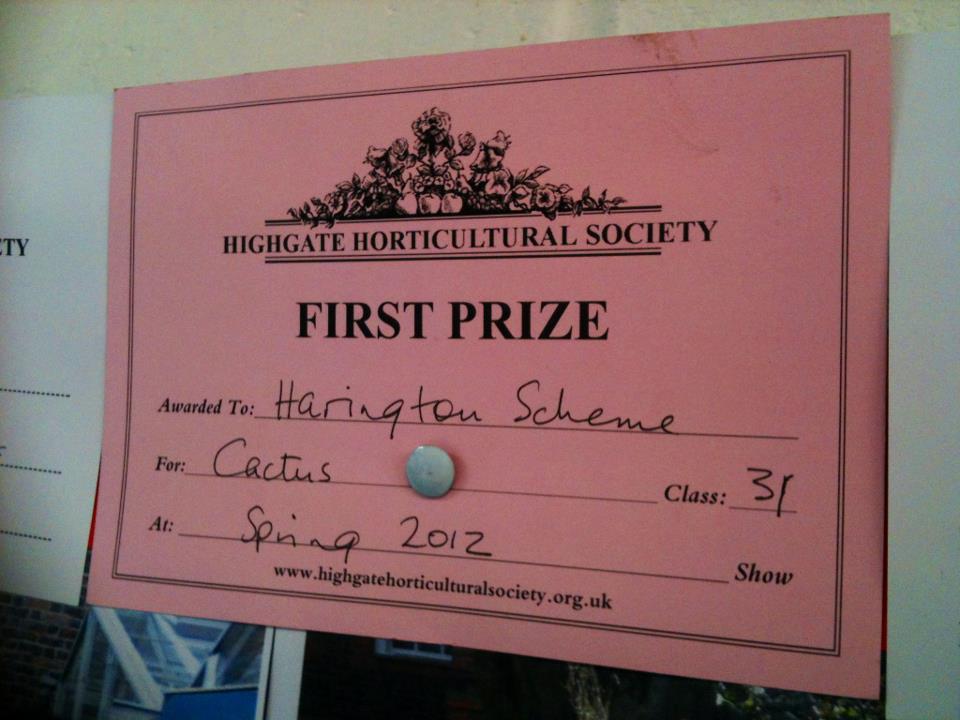 HIGHGATE HORTICULTURAL SOCIETY
FIRST PRIZE
Awarded To: Harington Scheme
For: Cactus Class: 31
At: Spring 2012 Show
www.highgatehorticulturalsociety.org.uk